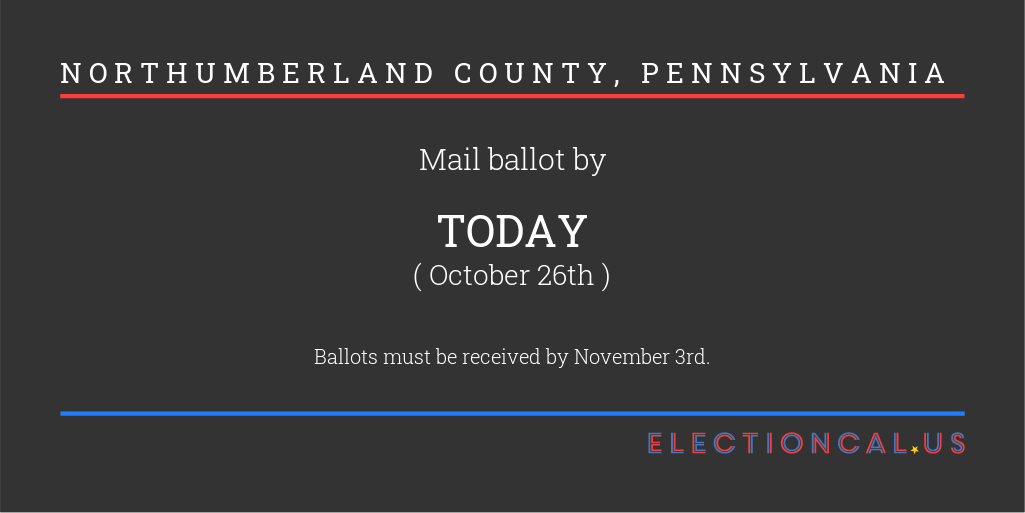 NORTHUMBERLAND COUNTY, PENNSYLVANIA
Mail ballot by
TODAY
( October 26th )
Ballots must be received by November 3rd.
ELECTIONCAL.US